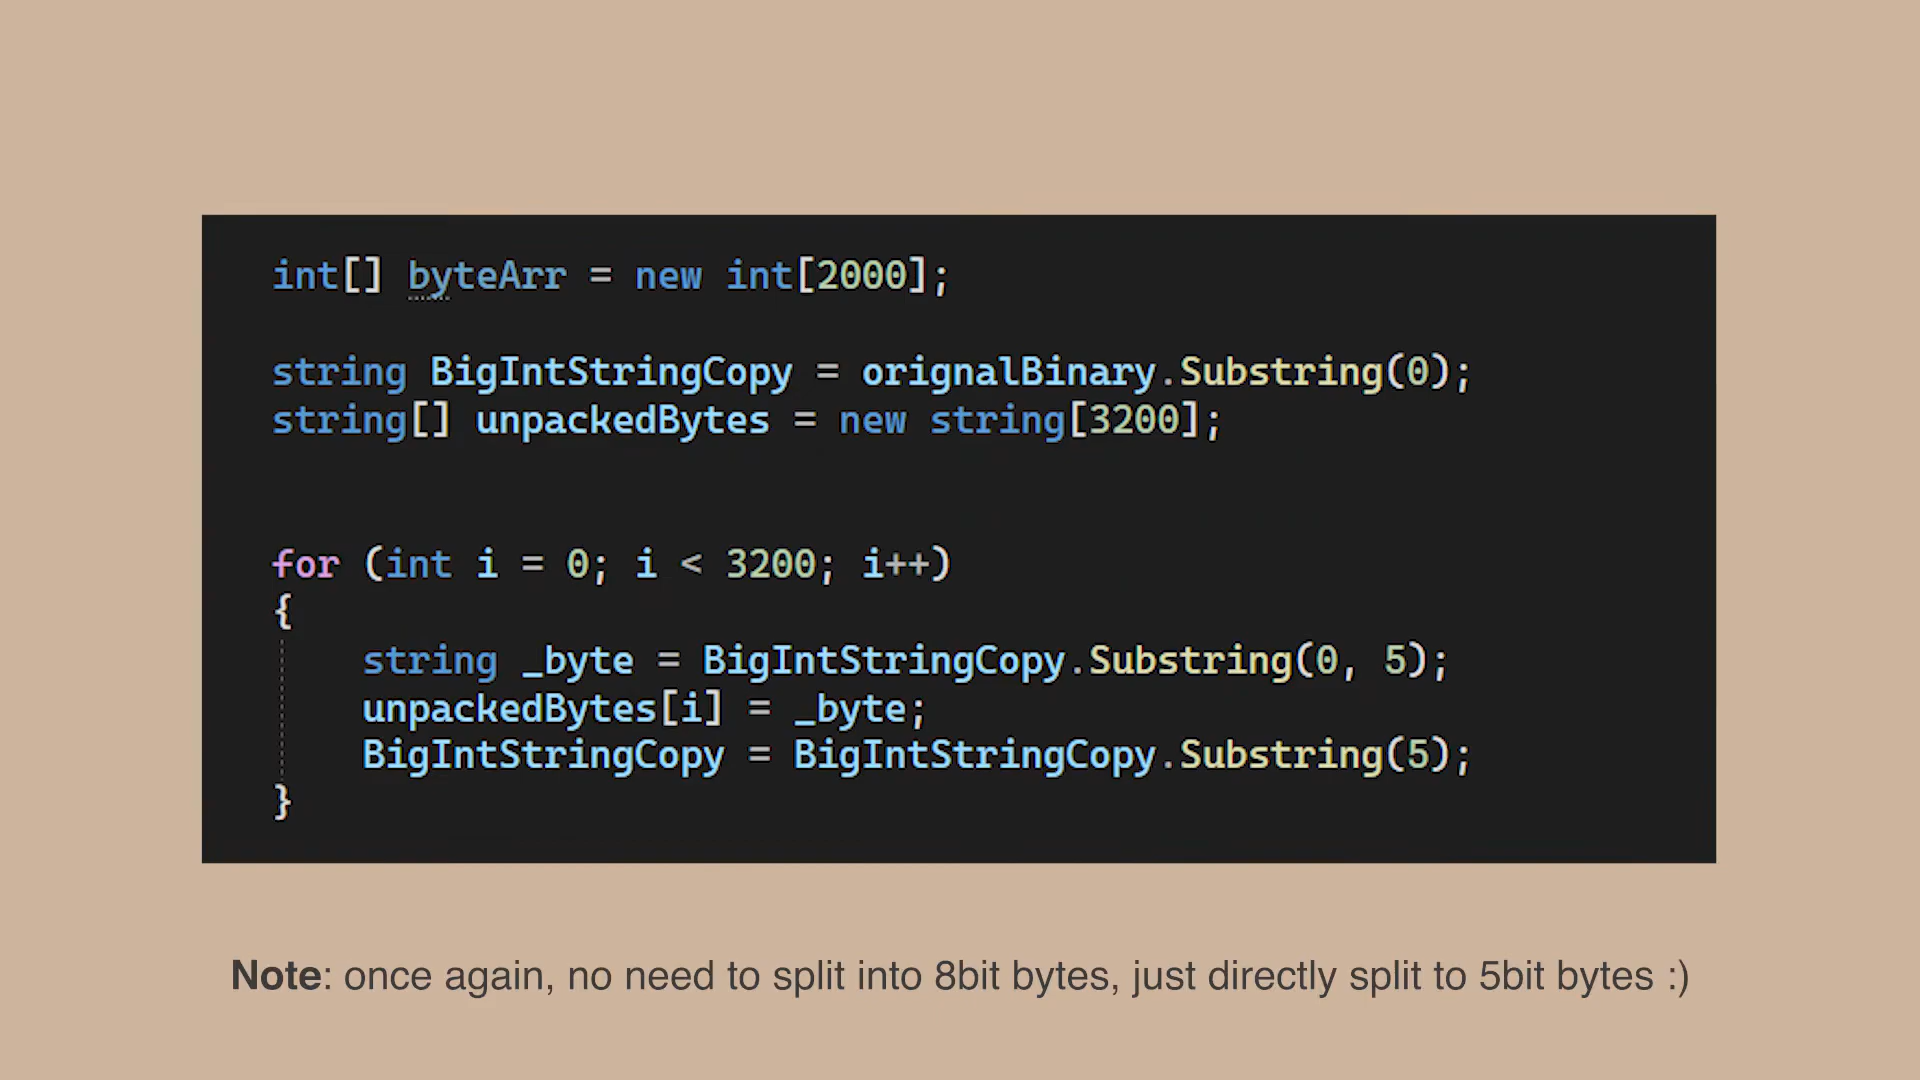 int[] byteArr = new int[2000];
string BigIntStringCopy = orignalBinary.Substring(0);
string[] unpackedBytes = new string[3200];
for (int i = 0; i < 3200; i++)
{
string _byte = BigIntStringCopy.Substring(0, 5);
unpackedBytes[i] = _byte;
BigIntStringCopy = BigIntStringCopy.Substring(5);
}
Note: once again, no need to split into 8bit bytes, just directly split to 5bit bytes :)